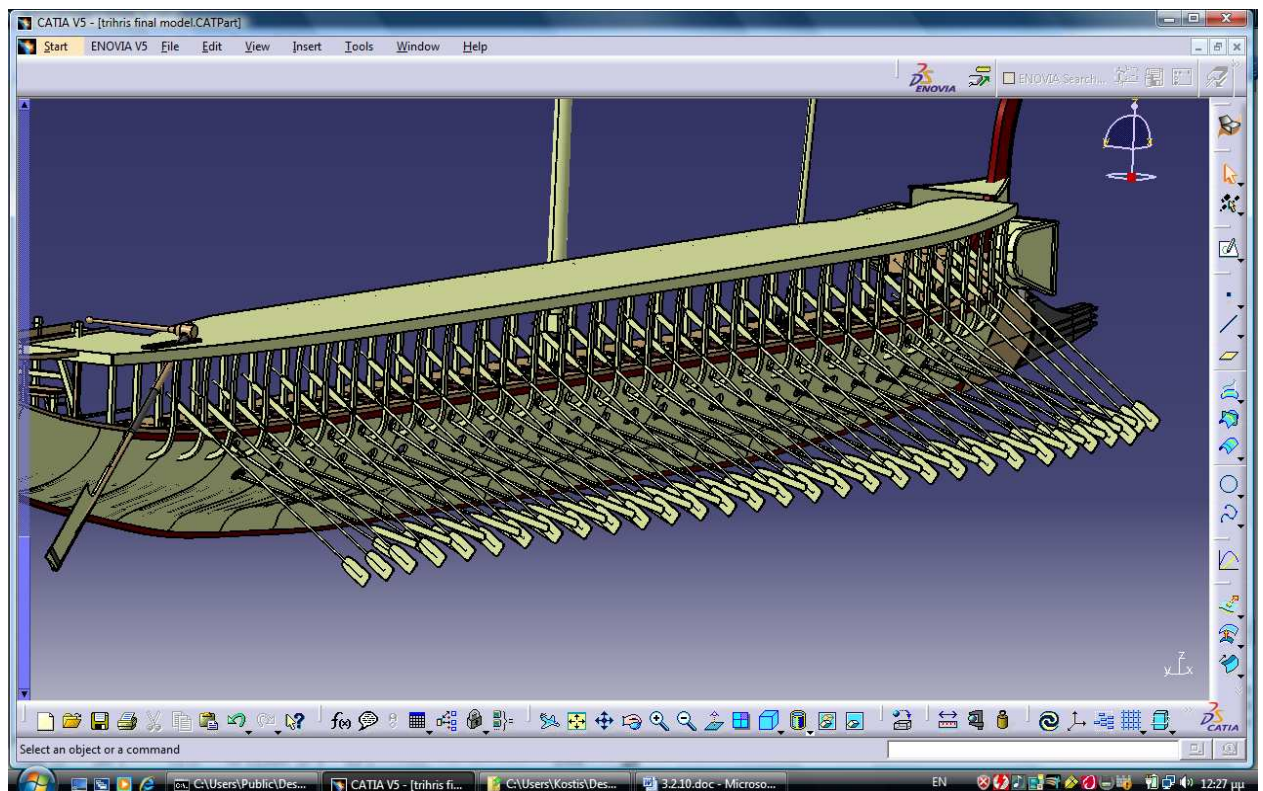 CATIA V5 - [trihris final model.CATPart]
Start ENOVIA V5 File Edit View Insert Tools Window Help
ENOVIA
ENOVIA Search...
z
y x
f(x)
CATIA
Select an object or a command
C:\Users\Public\Des... CATIA V5 - [trihris fi... C:\Users\Kostis\Des... 3.2.10.doc - Microso... EN 12:27 μμ